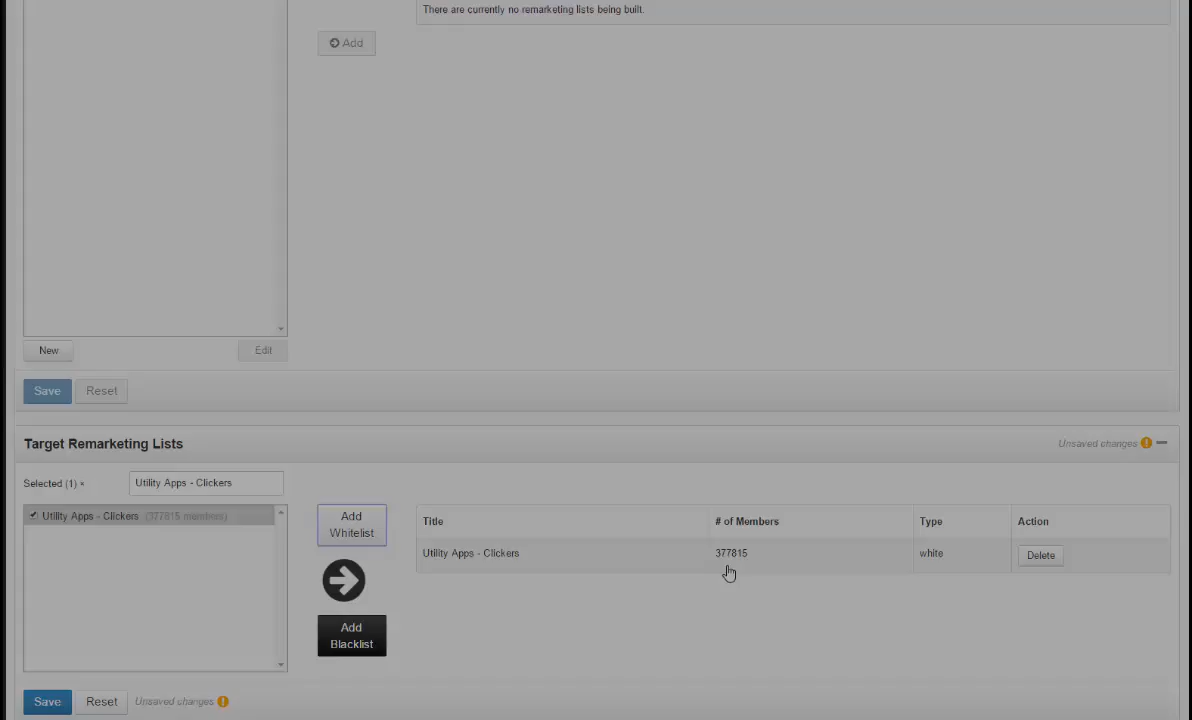 There are currently no remarketing lists being built.
Add
New
Edit
Save
Reset
Target Remarketing Lists
Unsaved changes
Selected (1)
Utility Apps - Clickers
Utility Apps - Clickers (377815 members)
Add
Whitelist
Add
Blacklist
Title
# of Members
Type
Action
Utility Apps - Clickers
377815
white
Delete
Save
Reset
Unsaved changes